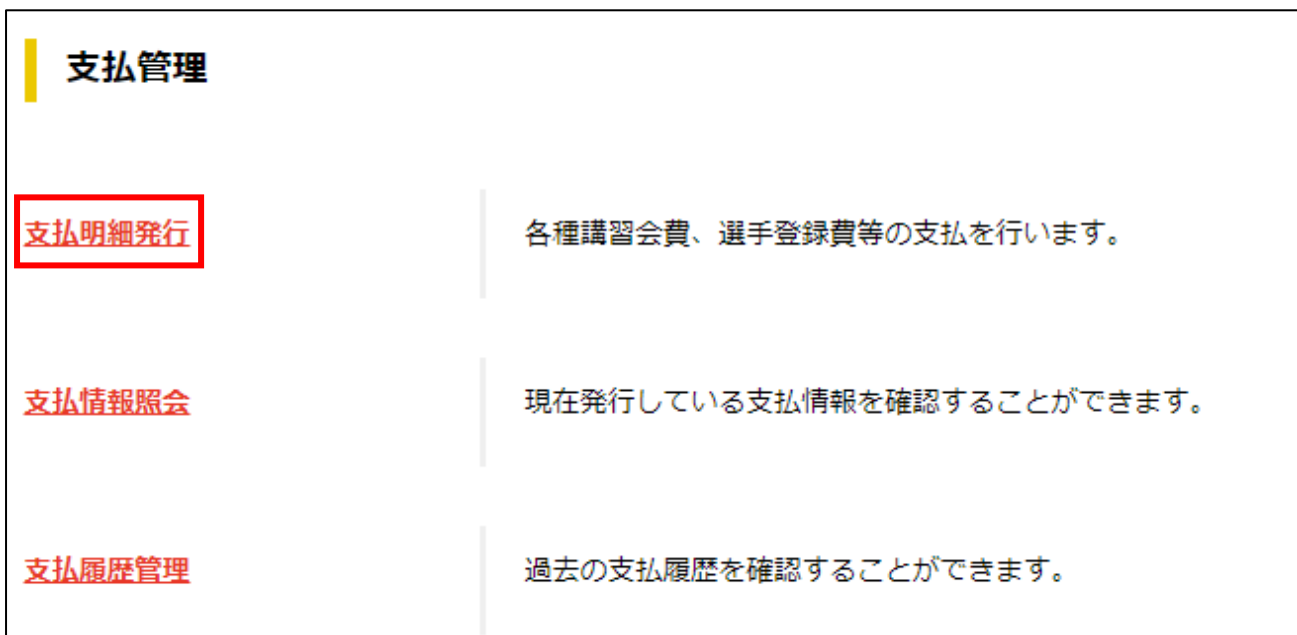 支払管理
支払明細発行
各種講習会費、選手登録費等の支払を行います。
支払情報照会
現在発行している支払情報を確認することができます。
支払履歴管理
過去の支払履歴を確認することができます。